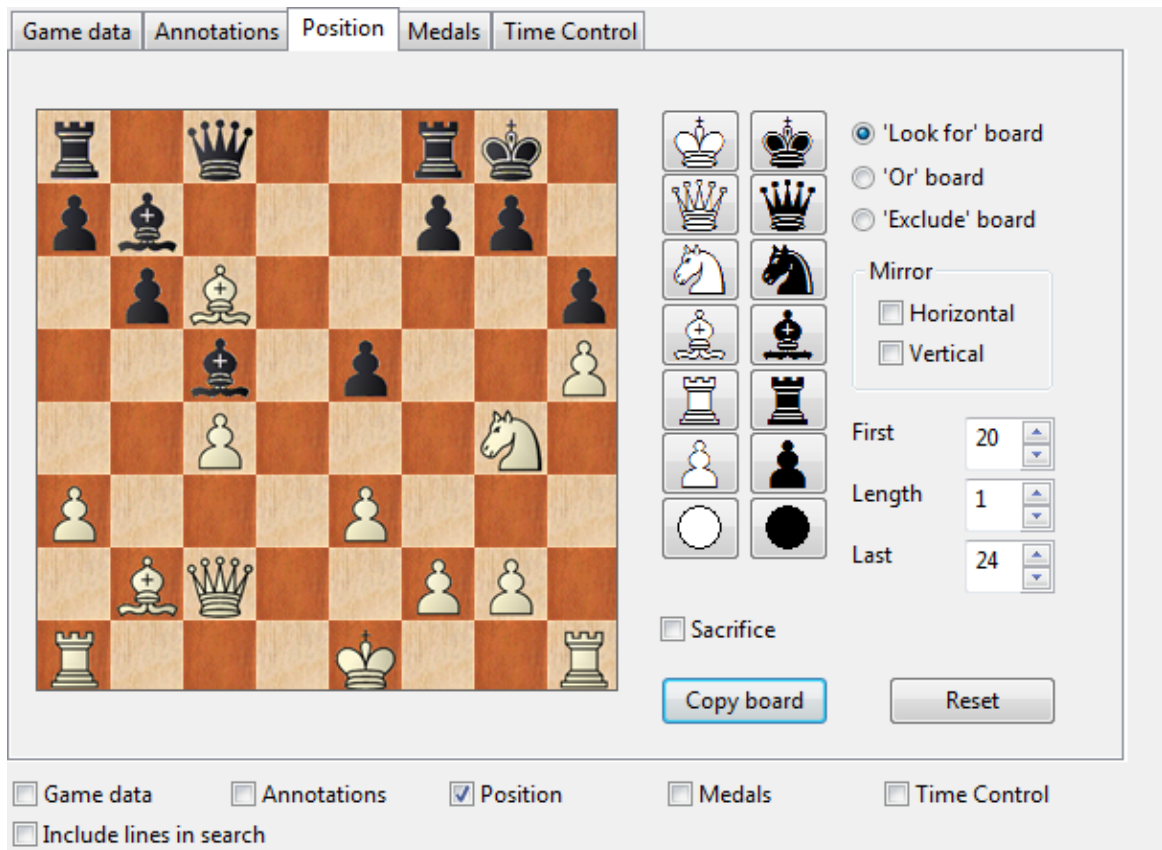 Game data Annotations Position Medals Time Control
'Look for' board
'Or' board
'Exclude' board
Mirror
Horizontal
Vertical
First 20
Length 1
Last 24
Sacrifice
Copy board Reset
Game data Annotations Position Medals Time Control
Include lines in search